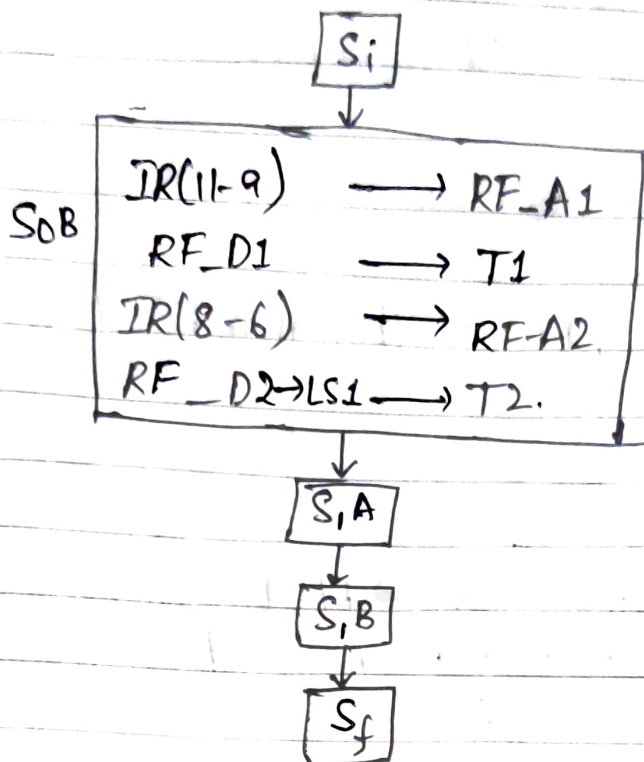 Si
IR(11-9) → RF_A1
S0B
RF_D1 → T1
IR(8-6) → RF-A2
RF_D2→LS1 → T2.
S1A
S1B
Sf